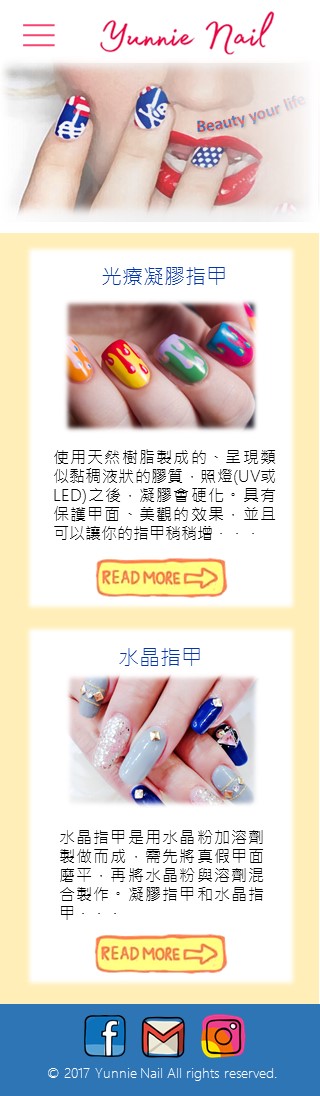 Yunnie Nail
Beauty your life
光療凝膠指甲
使用天然樹脂製成的、呈現類
似黏稠液狀的膠質，照燈(UV或
LED)之後，凝膠會硬化。具有
保護甲面、美觀的效果，並且
可以讓你的指甲稍稍增．．．
READ MORE
水晶指甲
水晶指甲是用水晶粉加溶劑
製做而成，需先將真假甲面
磨平，再將水晶粉與溶劑混
合製作。凝膠指甲和水晶指
甲．．．
READ MORE
© 2017 Yunnie Nail All rights reserved.